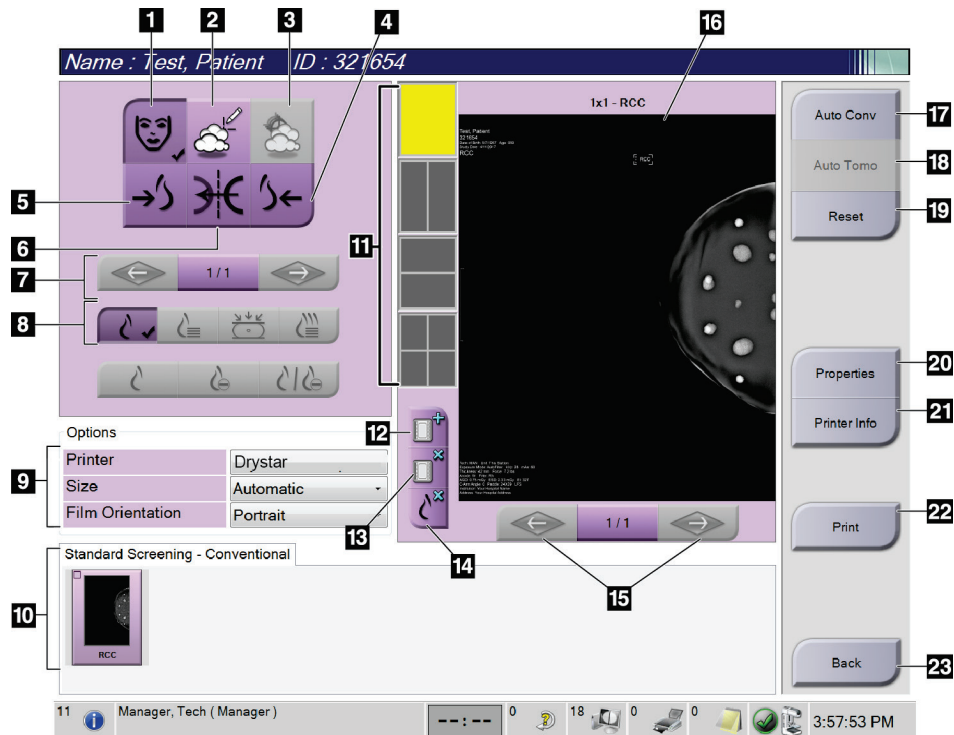 1 2 3 4 16
Name : Test, Patient ID : 321654
1x1 - RCC
Test, Patient
321654
RCC
RCC
Auto Conv 17
Auto Tomo 18
Reset 19
5
6
11
7 1/1
8
Properties 20
Printer Info 21
12
Options
9
Printer Drystar
Size Automatic
Film Orientation Portrait
13
14
1/1
15
Print 22
Standard Screening - Conventional
10
RCC
Back 23
11 Manager, Tech ( Manager ) --:-- 0 18 0 0 3:57:53 PM